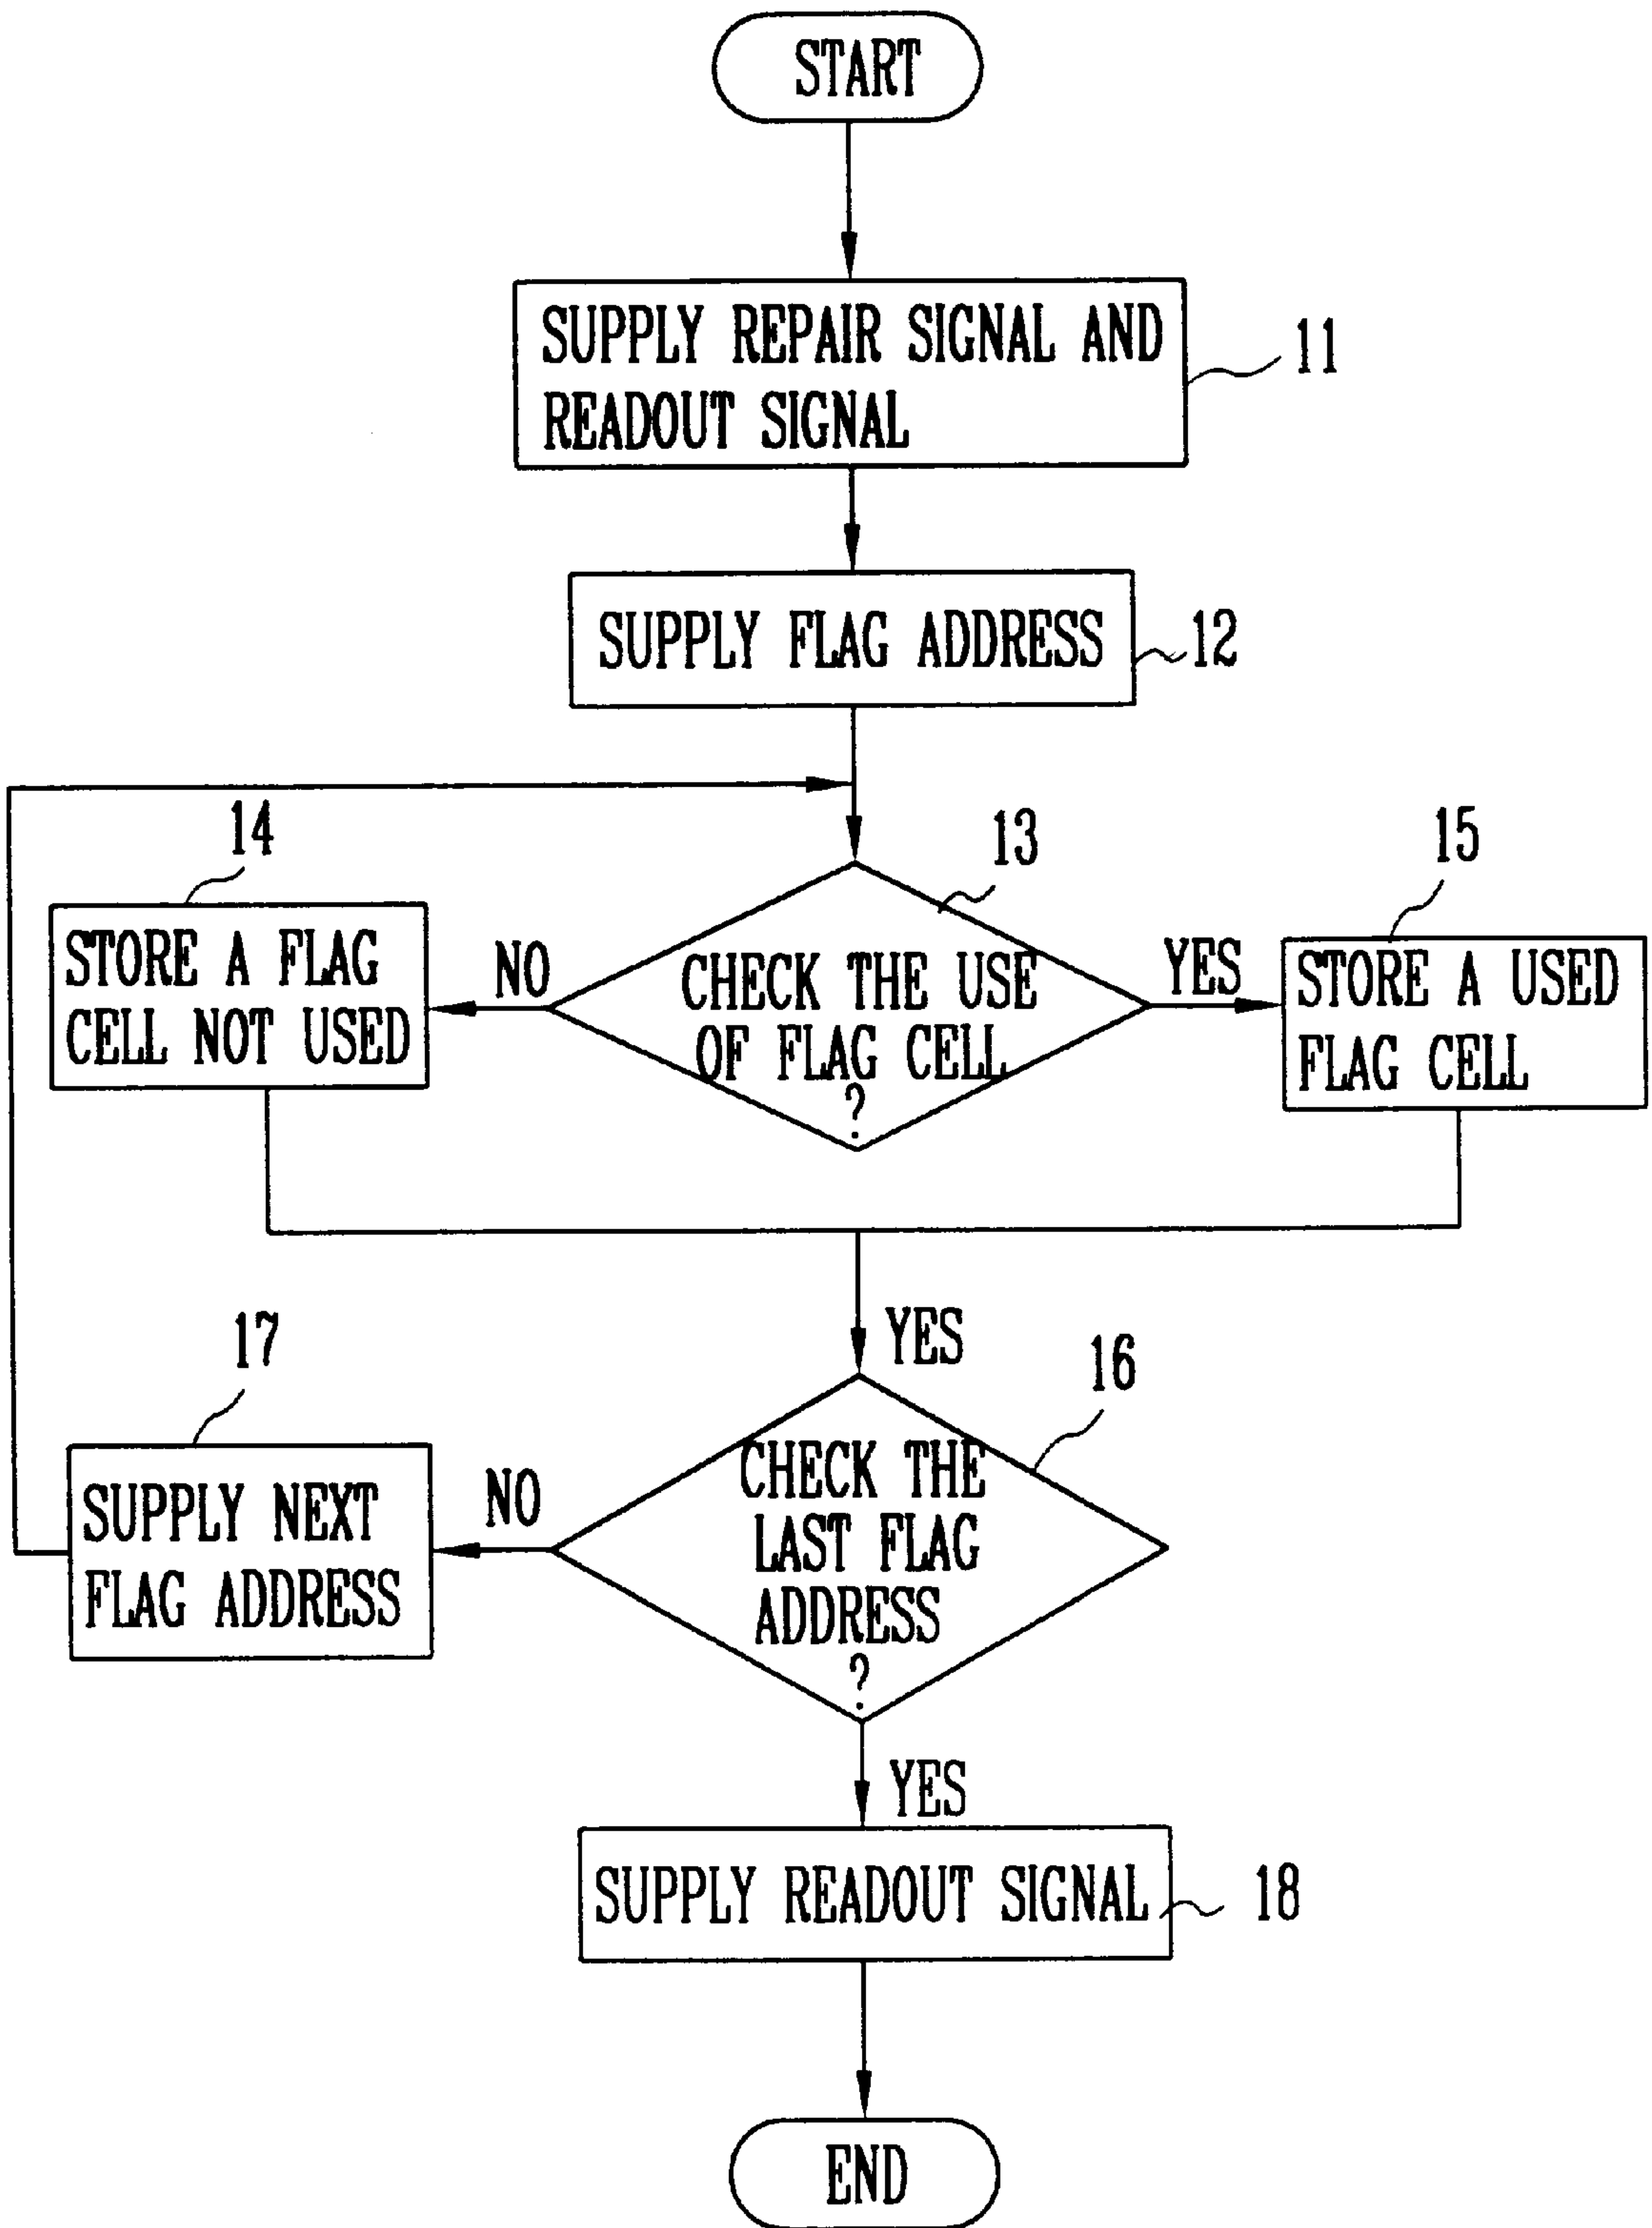 START
SUPPLY REPAIR SIGNAL AND
READOUT SIGNAL
11
SUPPLY FLAG ADDRESS
12
14
13
15
STORE A FLAG
CELL NOT USED
NO
CHECK THE USE
OF FLAG CELL
?
YES
STORE A USED
FLAG CELL
YES
17
16
SUPPLY NEXT
FLAG ADDRESS
NO
CHECK THE
LAST FLAG
ADDRESS
?
YES
SUPPLY READOUT SIGNAL
18
END